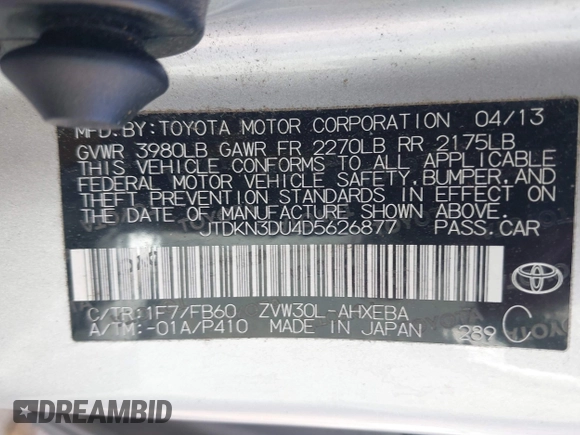 MFD.BY:TOYOTA MOTOR CORPORATION 04/13
GVWR 3980LB GAWR FR 2270LB RR 2175LB
THIS VEHICLE CONFORMS TO ALL APPLICABLE
FEDERAL MOTOR VEHICLE SAFETY,BUMPER,AND
THEFT PREVENTION STANDARDS IN EFFECT ON
THE DATE OF MANUFACTURE SHOWN ABOVE.
JTDKN3DU4D5626877 PASS.CAR
C/TR:1F7/FB60 ZVW30L-AHXEBA
A/TM:-01A/P410 MADE IN JAPAN 289 C
TOYOTA
DREAMBID